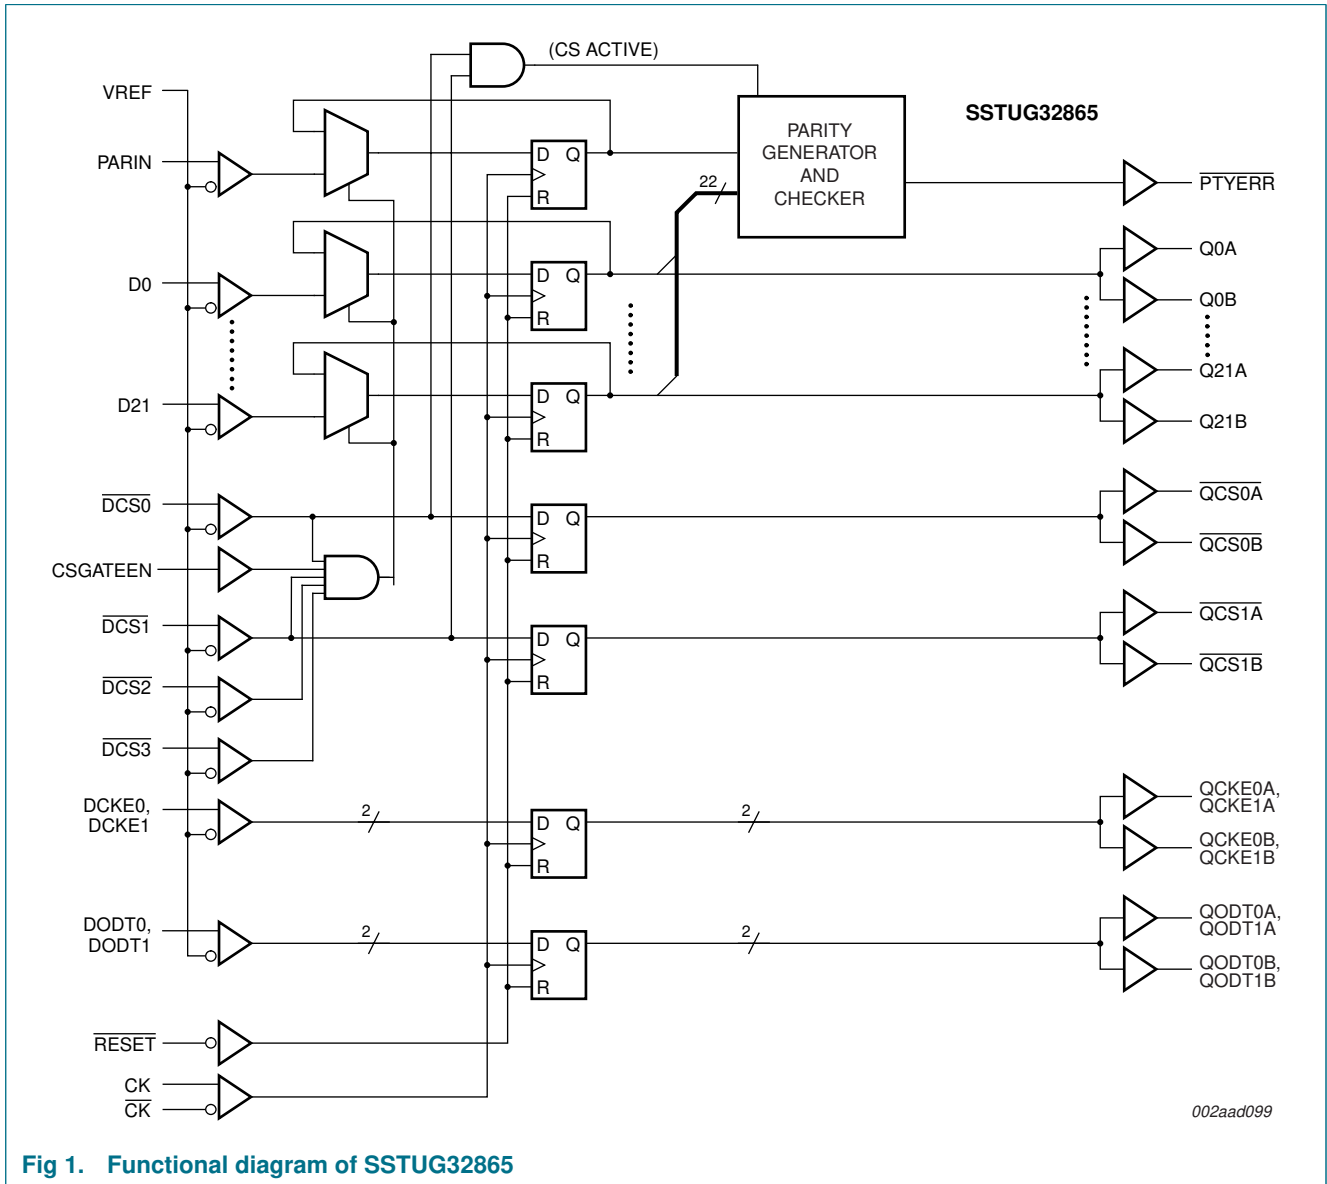 (CS ACTIVE)
VREF
SSTUG32865
PARITY
GENERATOR
AND
CHECKER
PARIN
D Q
R
22
PTYERR
Q0A
D0
D Q
R
Q0B
Q21A
D21
D Q
R
Q21B
DCS0
D Q
R
QCS0A
QCS0B
CSGATEEN
DCS1
D Q
R
QCS1A
QCS1B
DCS2
DCS3
DCKE0,
DCKE1
2
D Q
R
2
QCKE0A,
QCKE1A
QCKE0B,
QCKE1B
DODT0,
DODT1
2
D Q
R
2
QODT0A,
QODT1A
QODT0B,
QODT1B
RESET
CK
CK
002aad099
Fig 1. Functional diagram of SSTUG32865